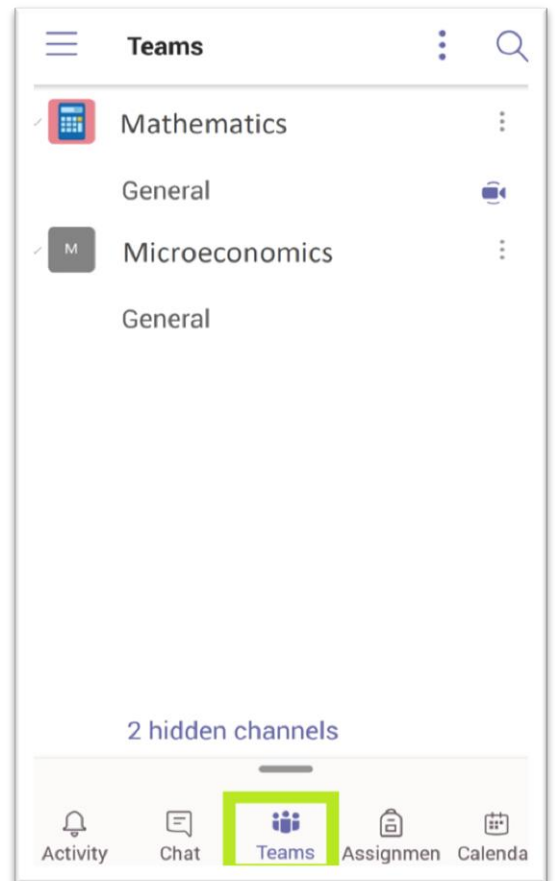 Teams
Mathematics
General
M
Microeconomics
General
2 hidden channels
Activity Chat Teams Assignmen Calenda